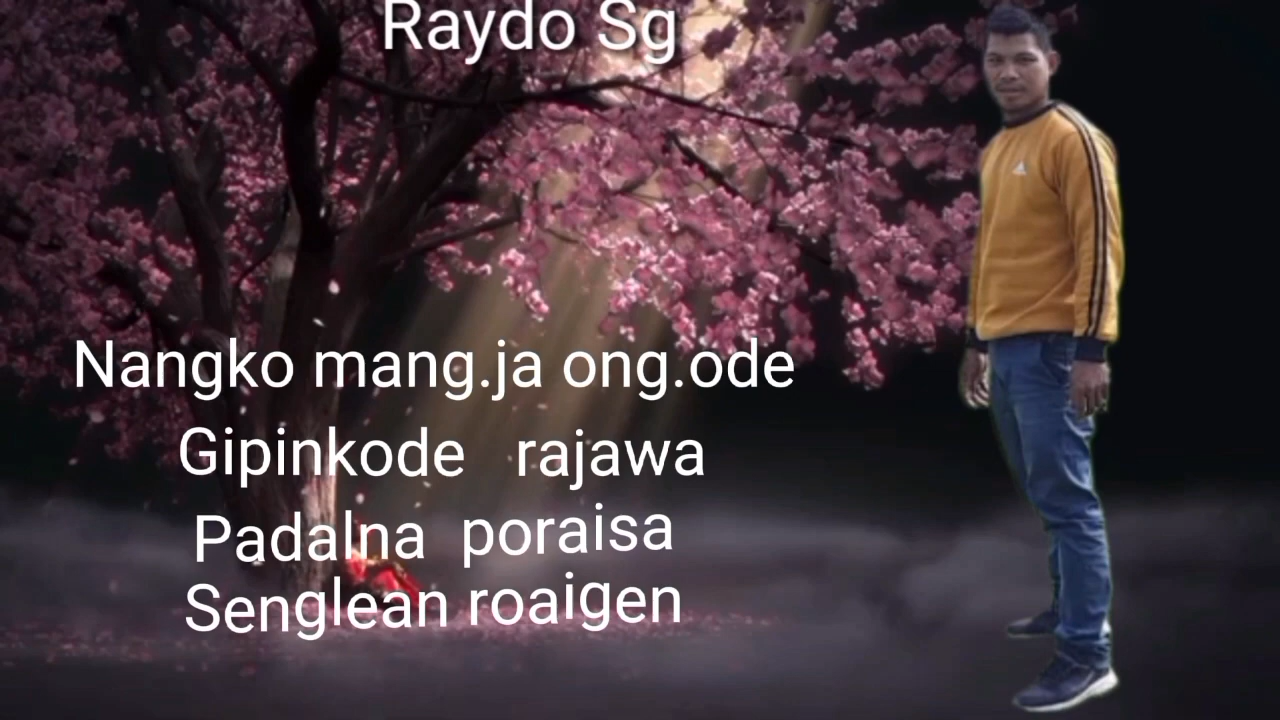 Raydo Sg
Nangko mang.ja ong.ode
Gipinkode rajawa
Padalna poraisa
Senglean roaigen